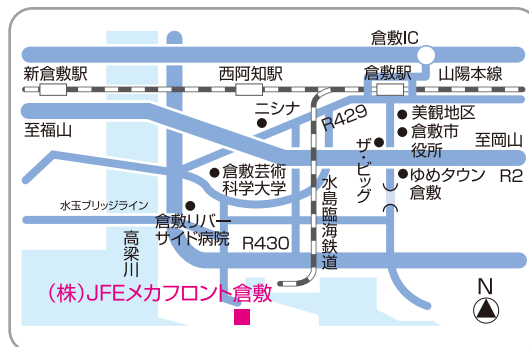 倉敷IC
新倉敷駅
西阿知駅
倉敷駅
山陽本線
ニシナ
R429
美観地区
倉敷市
役所
至福山
至岡山
ザ・ビッグ
倉敷芸術
科学大学
ゆめタウン
倉敷
R2
水島臨海鉄道
水玉ブリッジライン
倉敷リバー
サイド病院
高梁川
R430
(株)JFEメカフロント倉敷
N